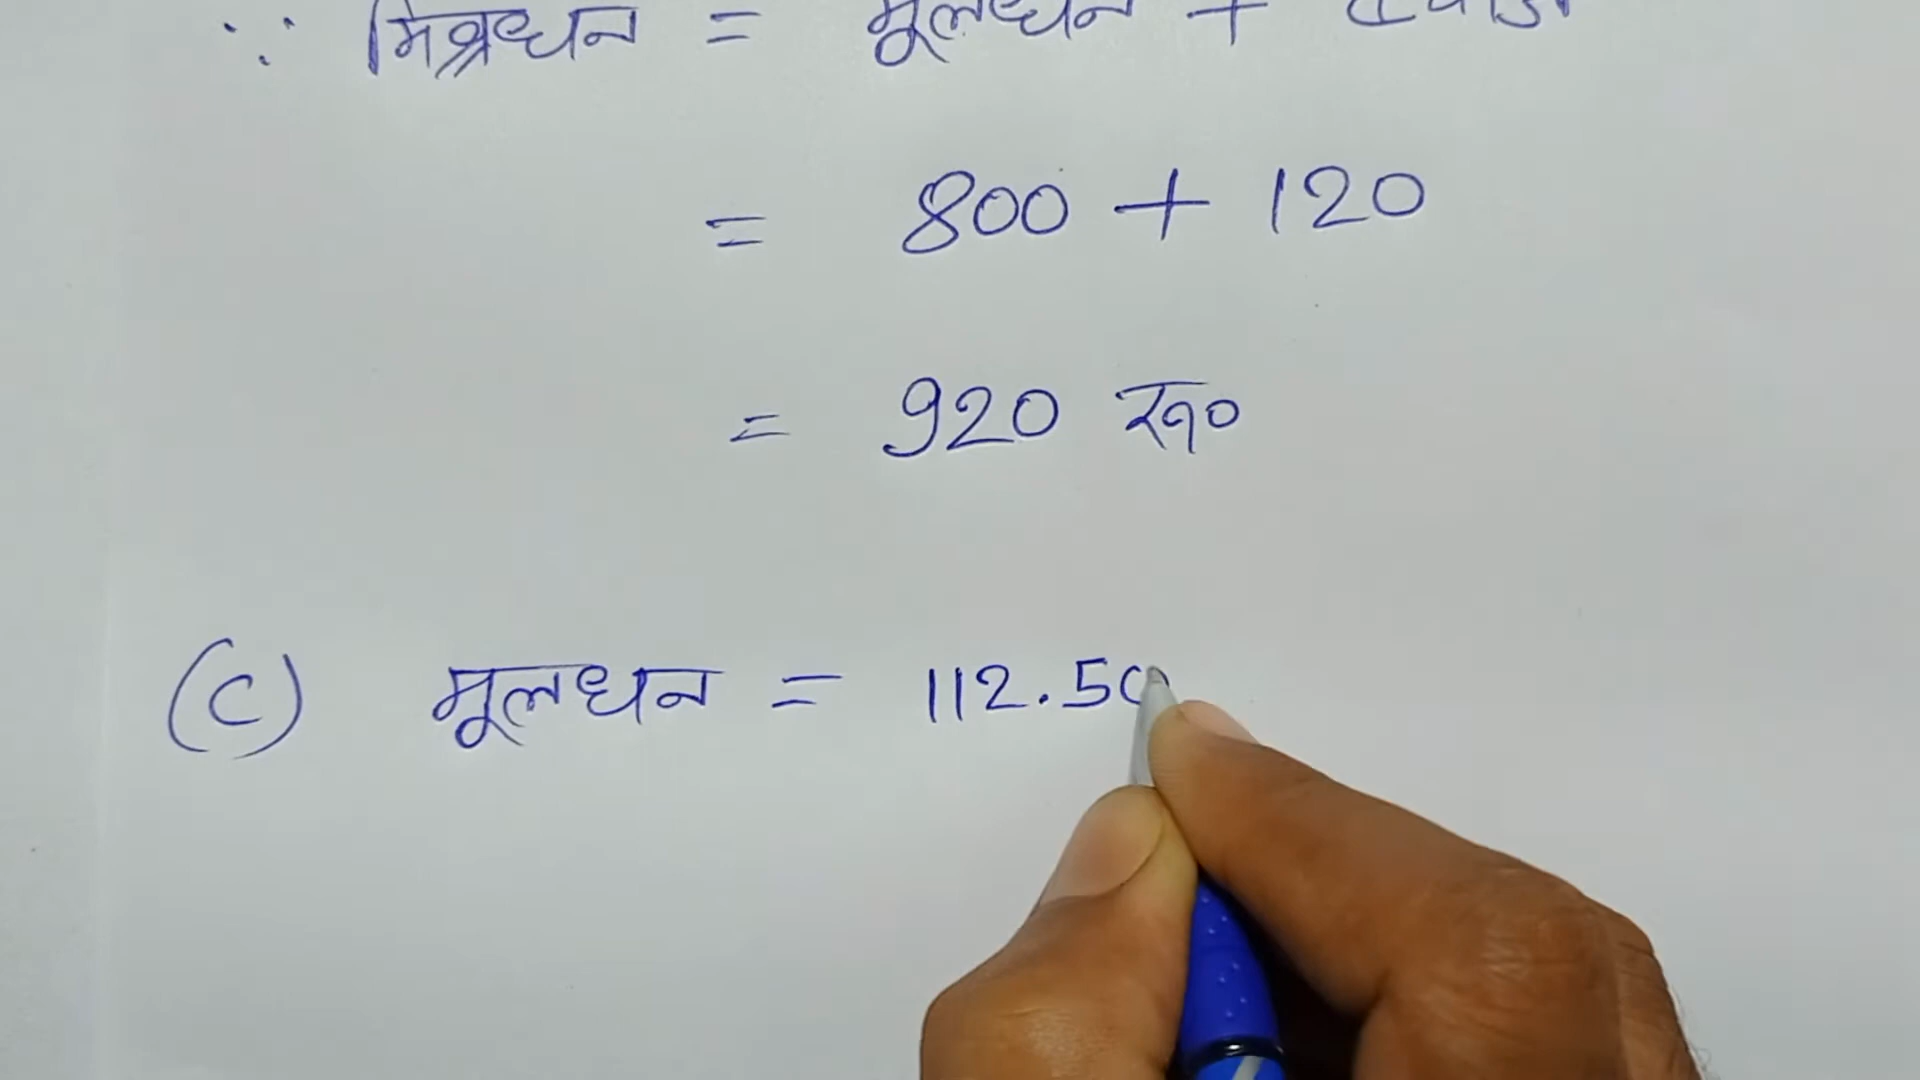 ∵ मिश्रधन = मूलधन +
= 800 + 120
= 920 रू०
(C) मूलधन = 112.50